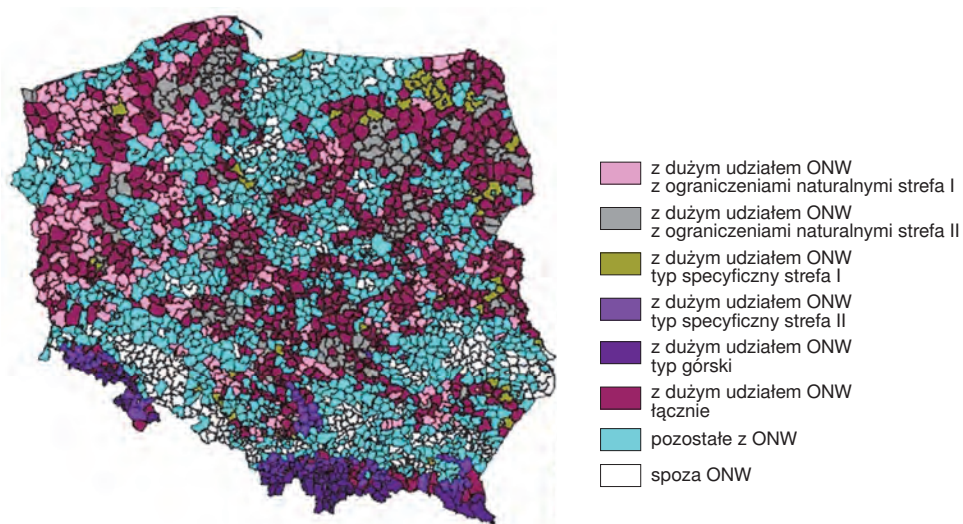 z dużym udziałem ONW
z ograniczeniami naturalnymi strefa I
z dużym udziałem ONW
z ograniczeniami naturalnymi strefa II
z dużym udziałem ONW
typ specyficzny strefa I
z dużym udziałem ONW
typ specyficzny strefa II
z dużym udziałem ONW
typ górski
z dużym udziałem ONW
łącznie
pozostałe z ONW
spoza ONW